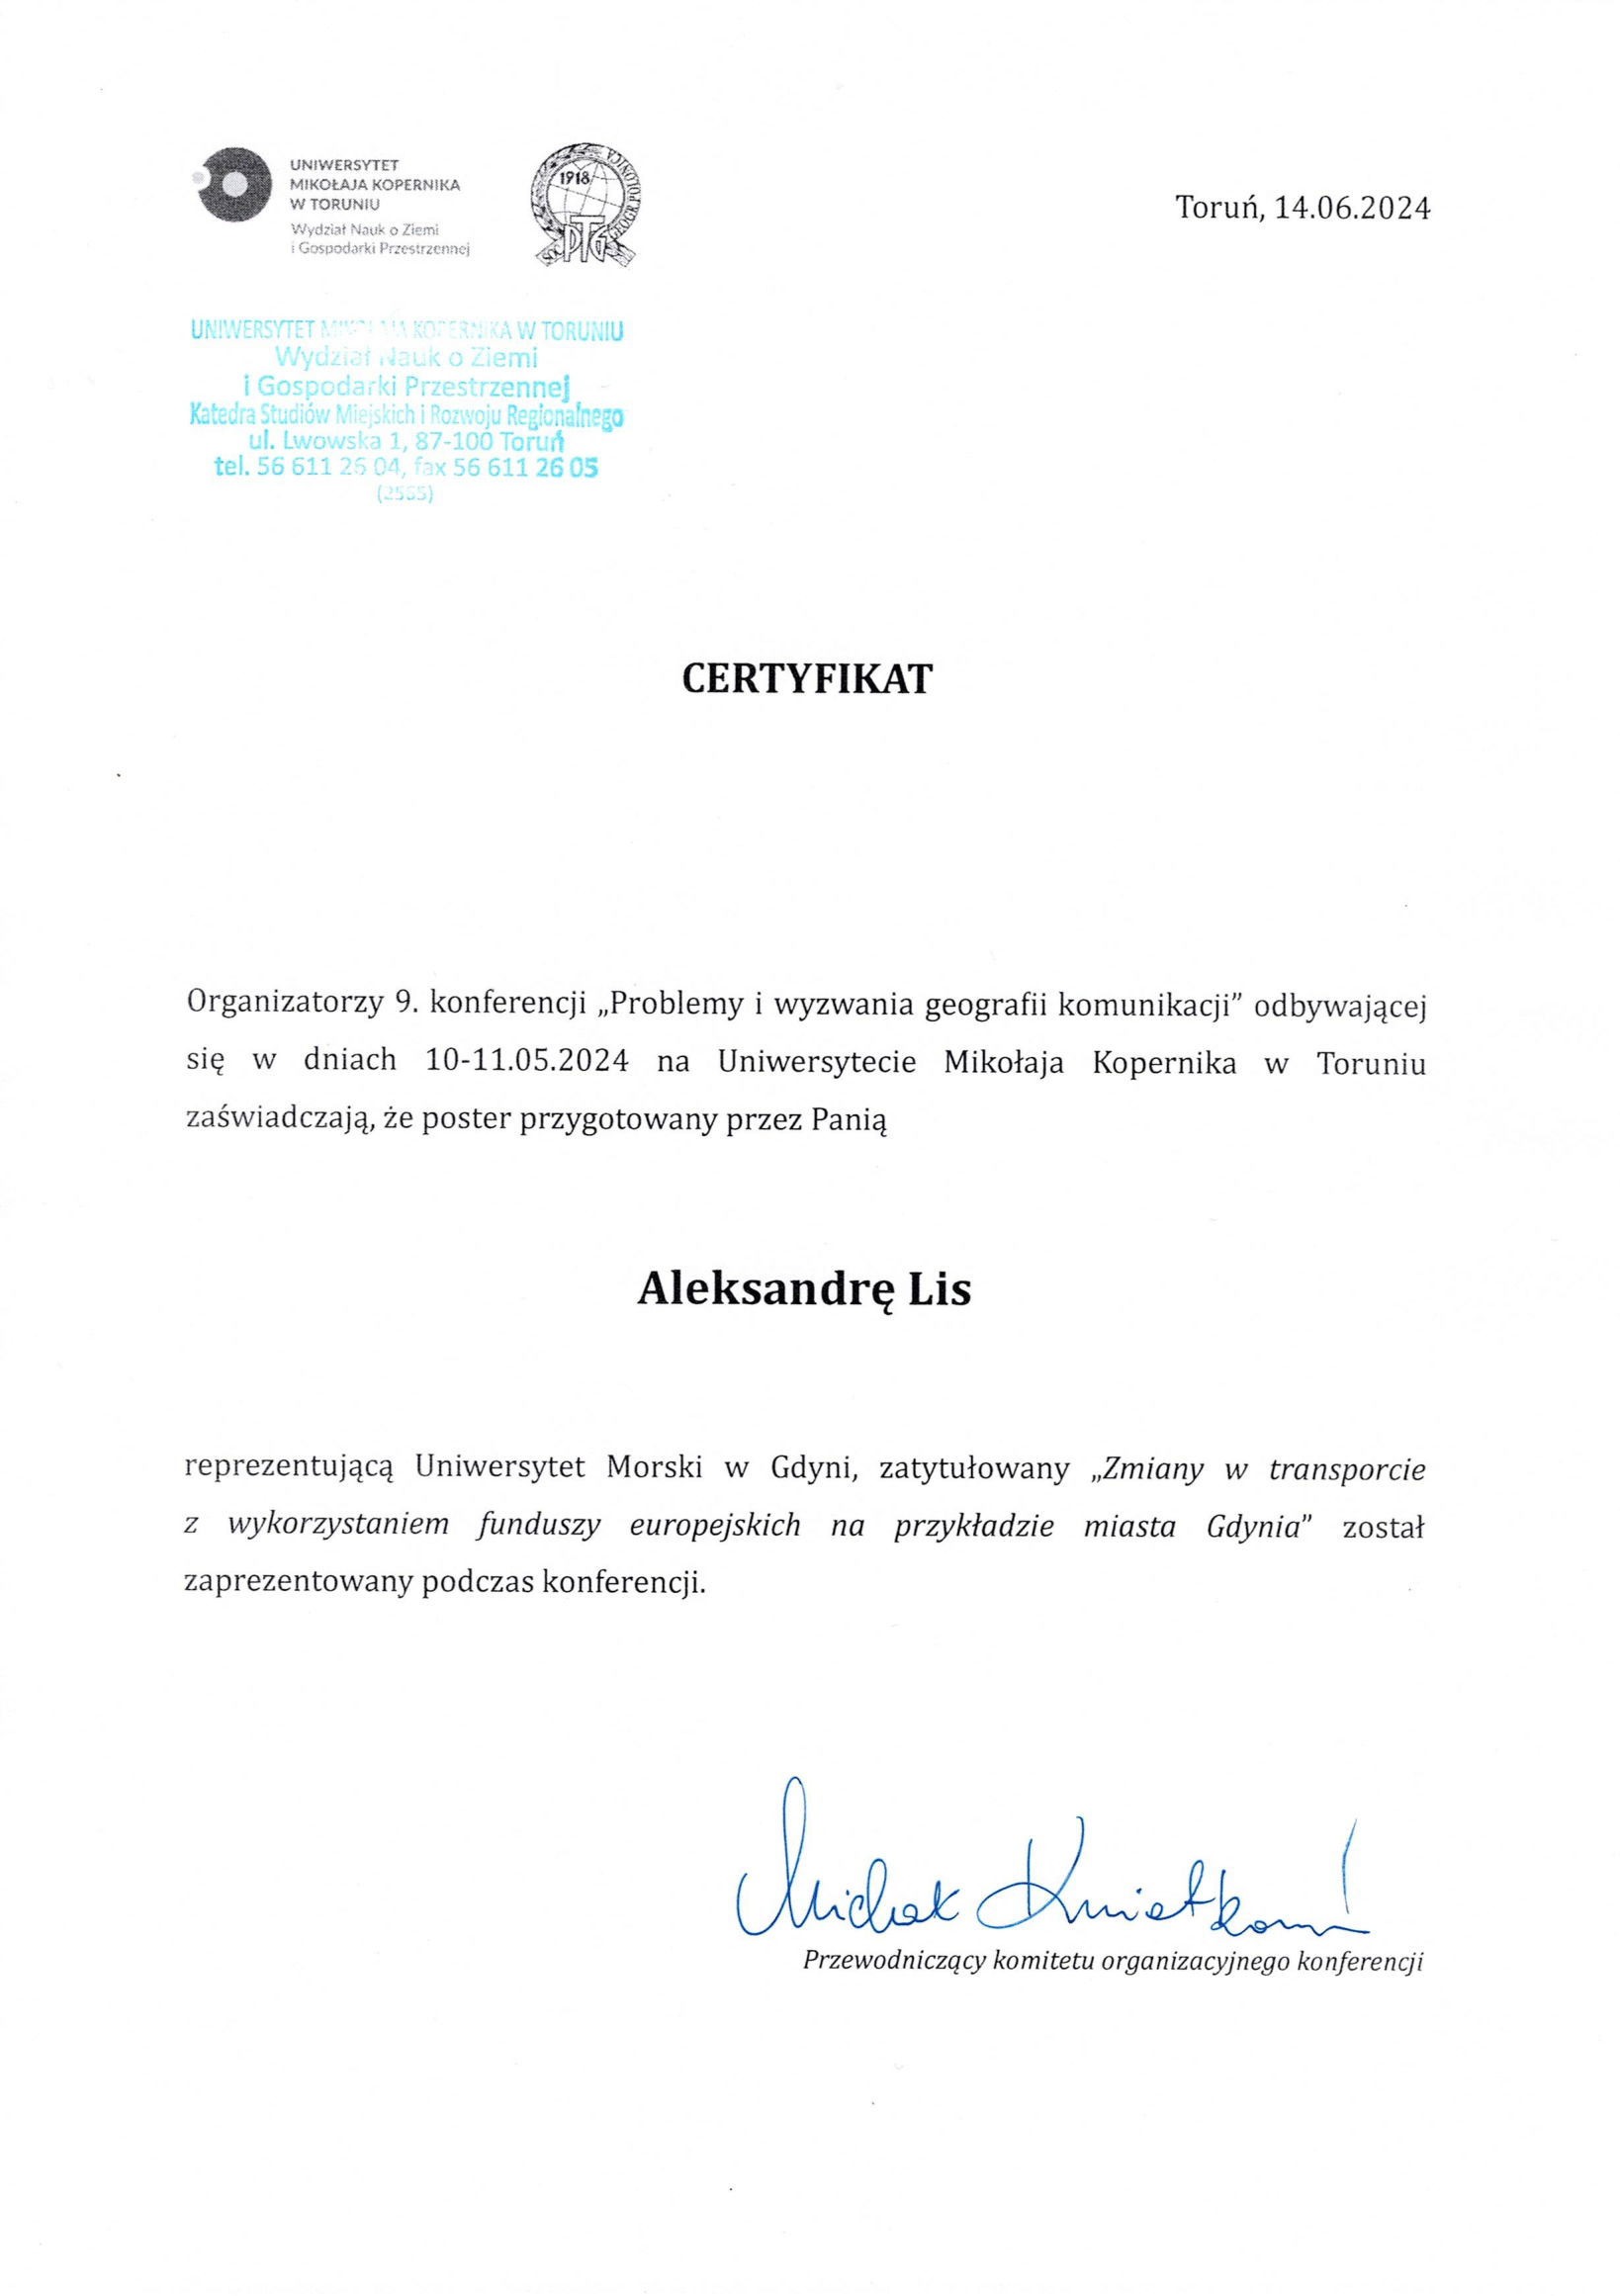 UNIWERSYTET
MIKOŁAJA KOPERNIKA
W TORUNIU
Wydział Nauk o Ziemi
i Gospodarki Przestrzennej
1918
PTG
Toruń, 14.06.2024
UNIWERSYTET MIKOŁAJA KOPERNIKA W TORUNIU
Wydział Nauk o Ziemi
i Gospodarki Przestrzennej
Katedra Studiów Miejskich i Rozwoju Regionalnego
ul. Lwowska 1, 87-100 Toruń
tel. 56 611 26 04, fax 56 611 26 05
CERTYFIKAT
Organizatorzy 9. konferencji „Problemy i wyzwania geografii komunikacji” odbywającej
się w dniach 10-11.05.2024 na Uniwersytecie Mikołaja Kopernika w Toruniu
zaświadczają, że poster przygotowany przez Panią
Aleksandrę Lis
reprezentującą Uniwersytet Morski w Gdyni, zatytułowany „Zmiany w transporcie
z wykorzystaniem funduszy europejskich na przykładzie miasta Gdynia” został
zaprezentowany podczas konferencji.
Michał
Przewodniczący komitetu organizacyjnego konferencji